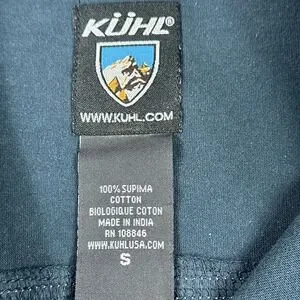 KÜHL®
WWW.KUHL.COM
100% SUPIMA
COTTON
BIOLOGIQUE COTON
MADE IN INDIA
RN 108846
WWW.KUHLUSA.COM
S